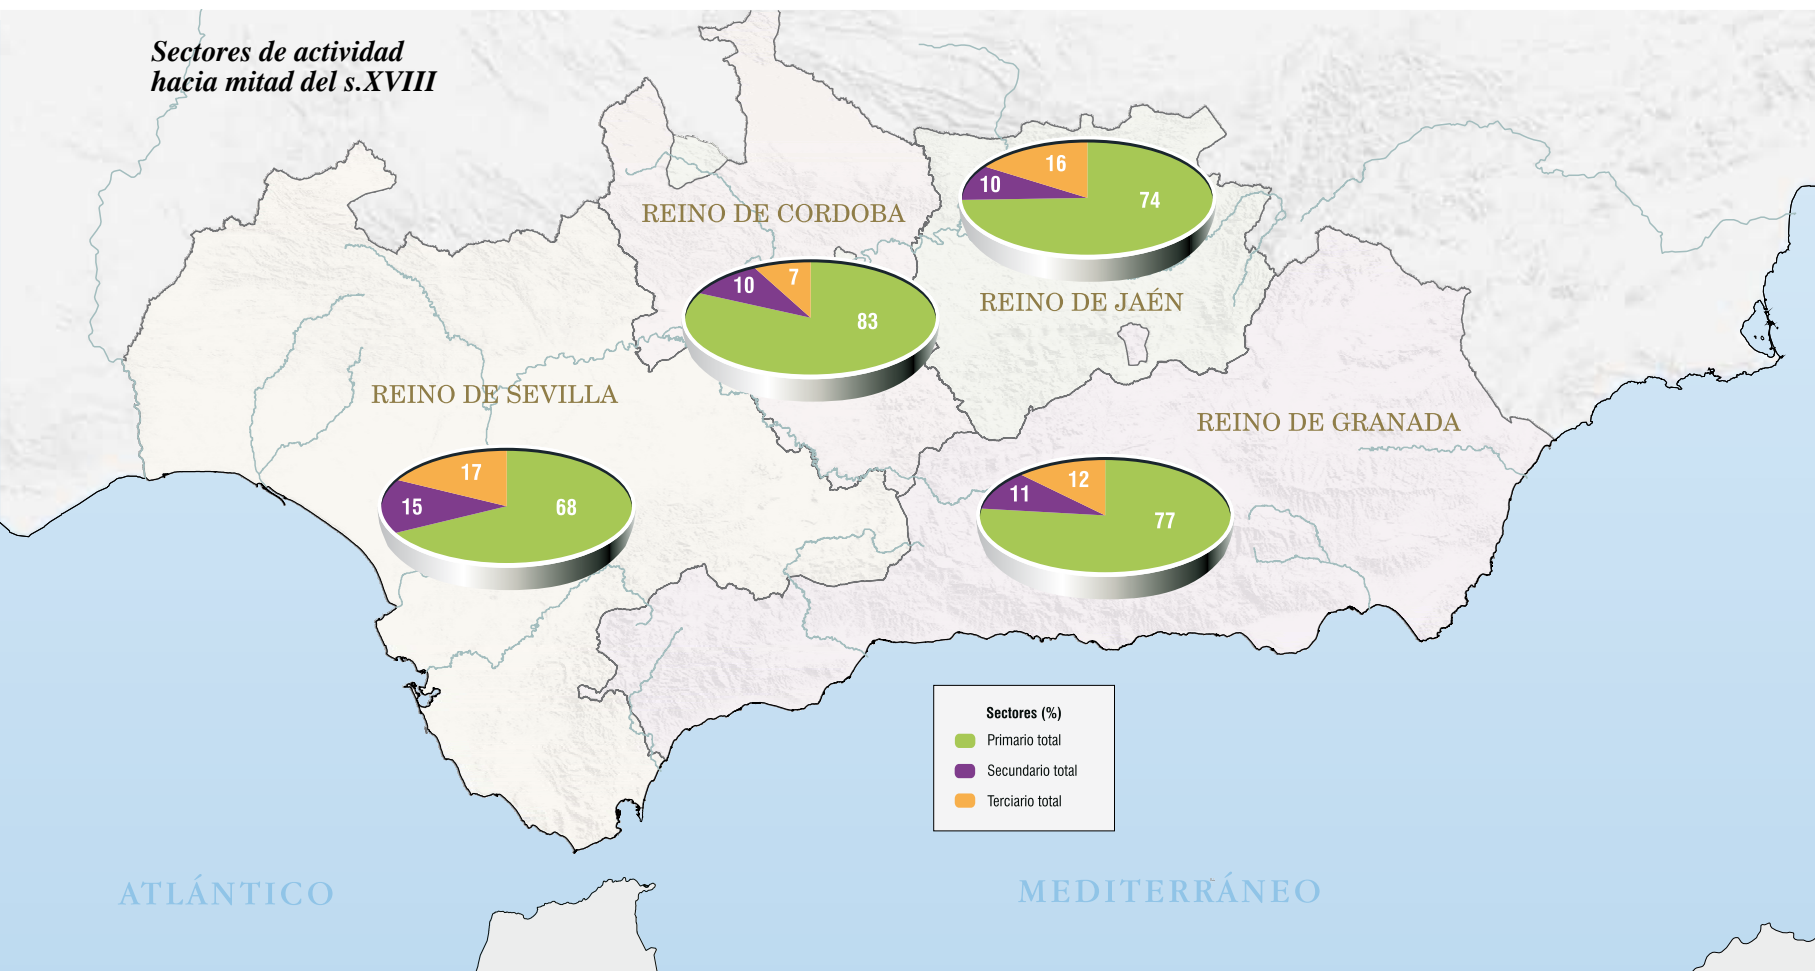 Sectores de actividad
hacia mitad del s.XVIII
16
10
74
REINO DE CORDOBA
7
10
83
REINO DE JAÉN
REINO DE SEVILLA
REINO DE GRANADA
17
15
68
12
11
77
Sectores (%)
Primario total
Secundario total
Terciario total
ATLÁNTICO
MEDITERRÁNEO